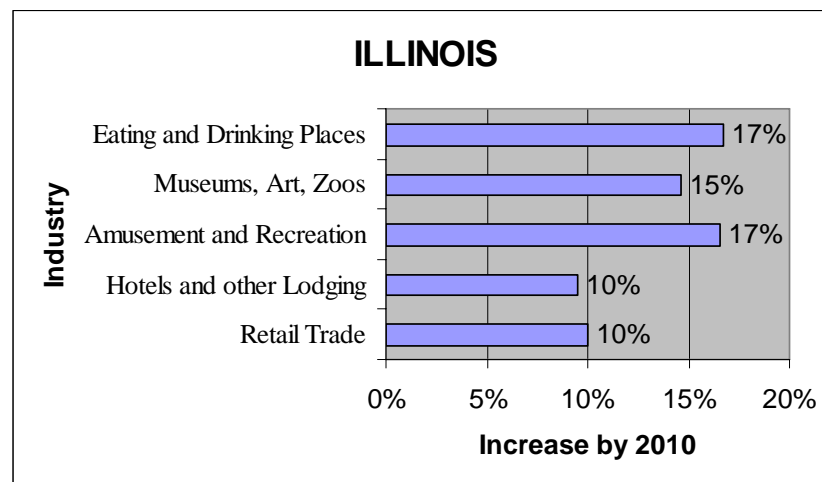 ILLINOIS
Industry
Eating and Drinking Places 17%
Museums, Art, Zoos 15%
Amusement and Recreation 17%
Hotels and other Lodging 10%
Retail Trade 10%
0% 5% 10% 15% 20%
Increase by 2010